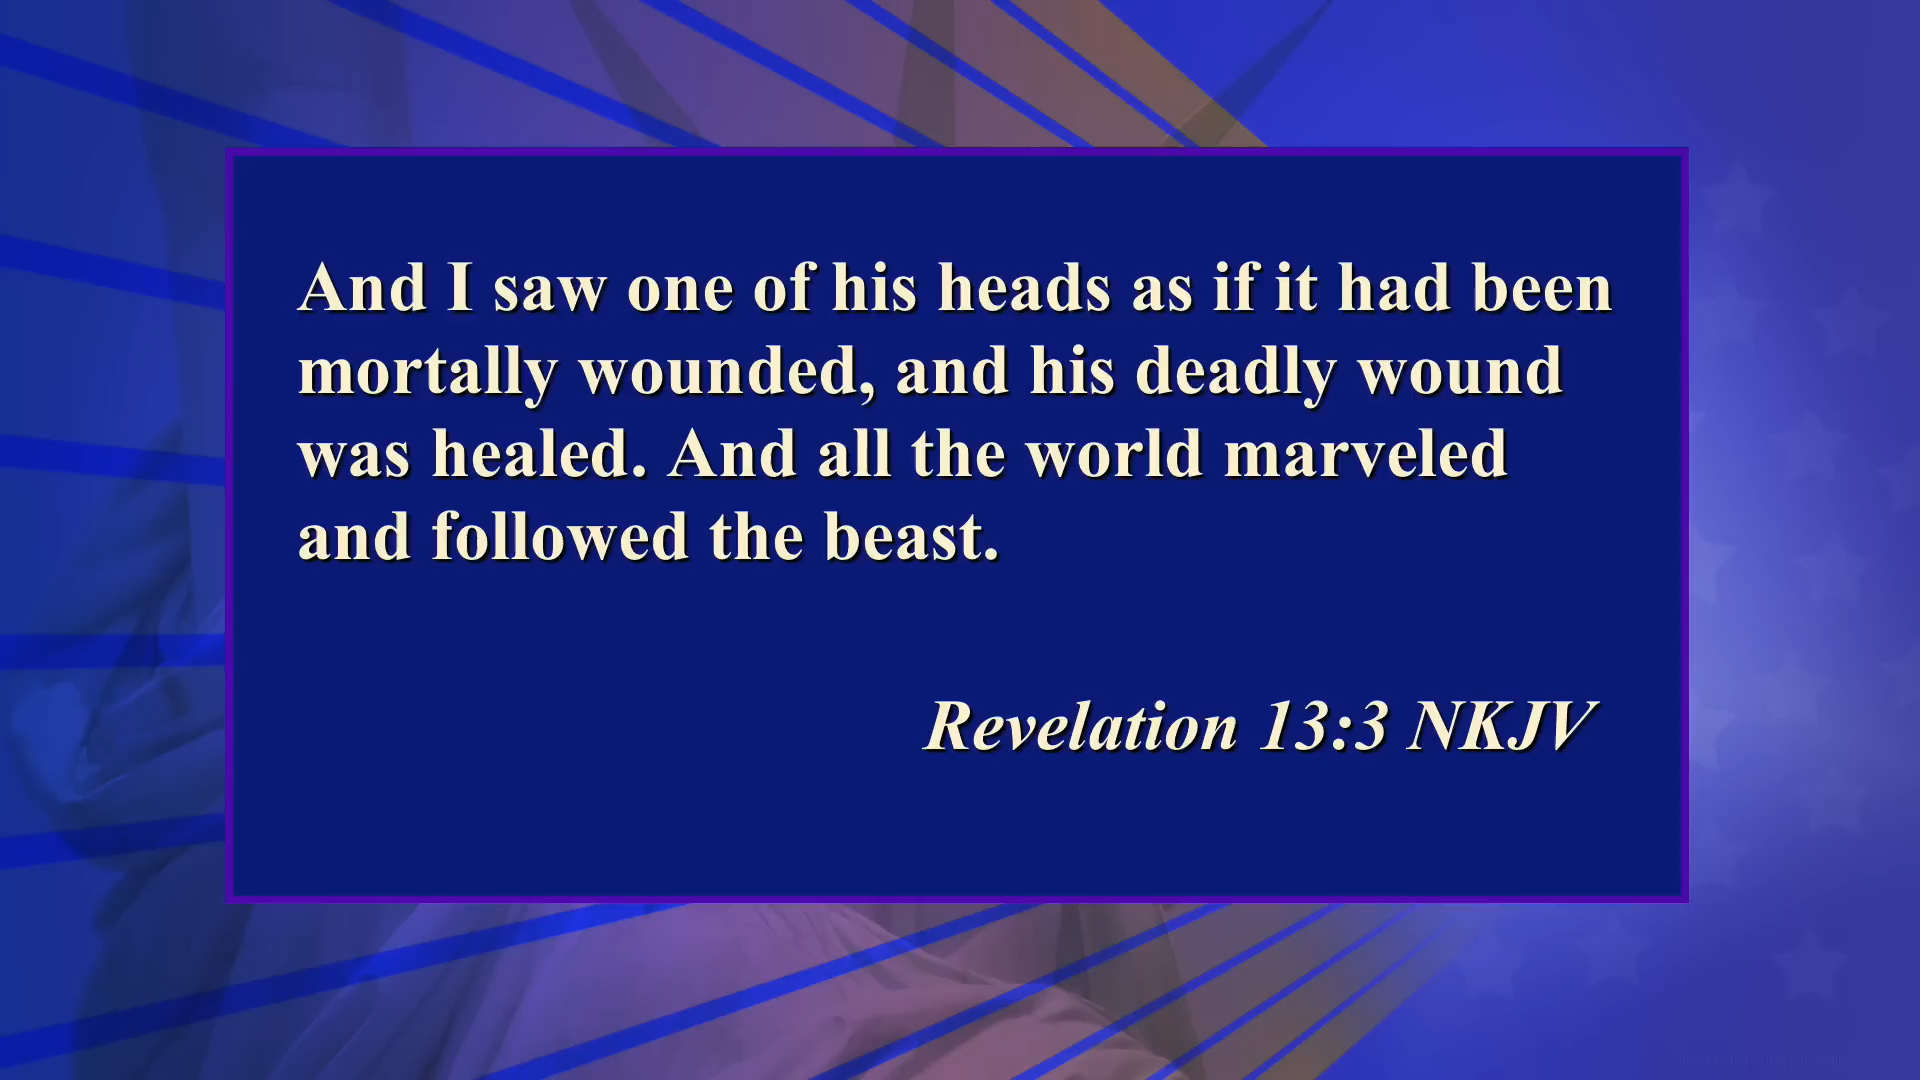 And I saw one of his heads as if it had been
mortally wounded, and his deadly wound
was healed. And all the world marveled
and followed the beast.
Revelation 13:3 NKJV